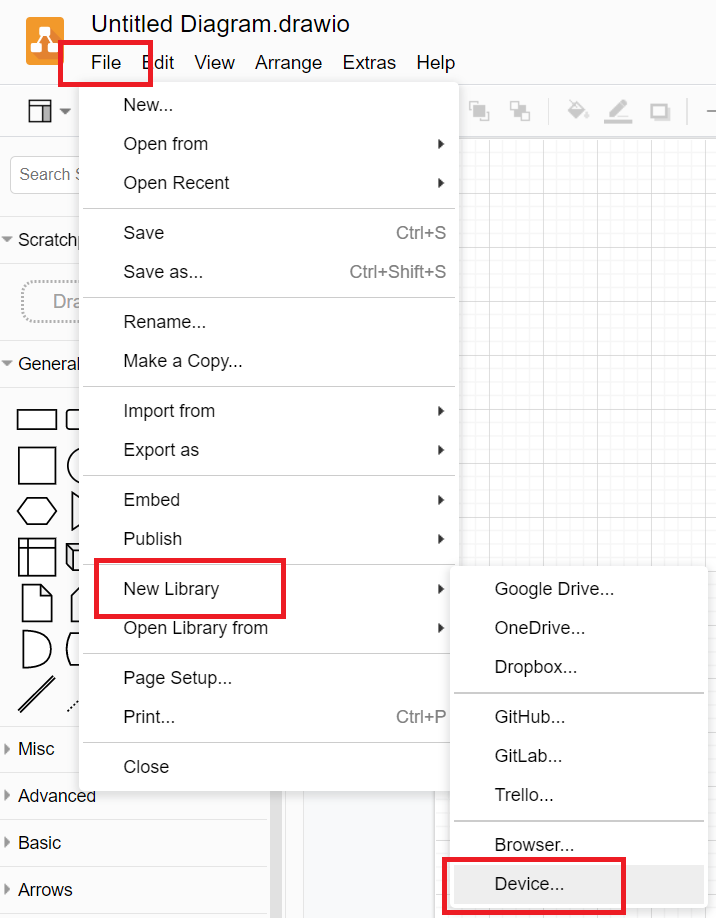 Untitled Diagram.drawio
File Edit View Arrange Extras Help
New...
Open from
Search S
Open Recent
Save Ctrl+S
Scratchp
Save as... Ctrl+Shift+S
Dra
Rename...
Make a Copy...
General
Import from
Export as
Embed
Publish
New Library
Google Drive...
Open Library from
OneDrive...
Dropbox...
Page Setup...
Print... Ctrl+P
GitHub...
Misc
GitLab...
Close
Advanced
Trello...
Basic
Browser...
Arrows
Device...